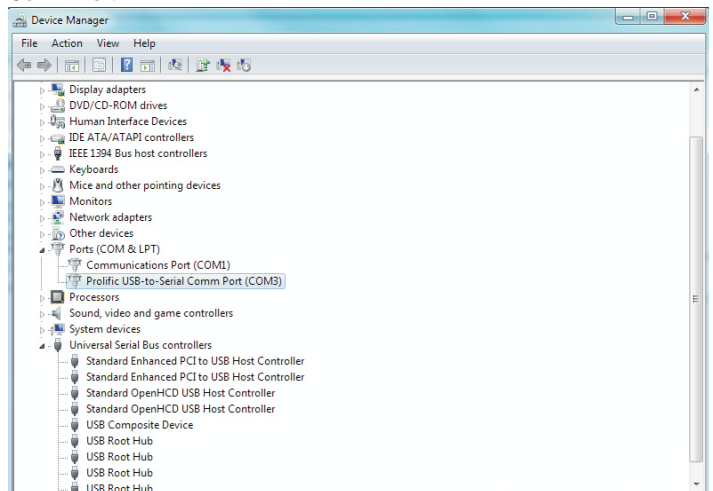 Device Manager
File Action View Help
Display adapters
DVD/CD-ROM drives
Human Interface Devices
IDE ATA/ATAPI controllers
IEEE 1394 Bus host controllers
Keyboards
Mice and other pointing devices
Monitors
Network adapters
Other devices
Ports (COM & LPT)
Communications Port (COM1)
Prolific USB-to-Serial Comm Port (COM3)
Processors
Sound, video and game controllers
System devices
Universal Serial Bus controllers
Standard Enhanced PCI to USB Host Controller
Standard Enhanced PCI to USB Host Controller
Standard OpenHCD USB Host Controller
Standard OpenHCD USB Host Controller
USB Composite Device
USB Root Hub
USB Root Hub
USB Root Hub
USB Root Hub